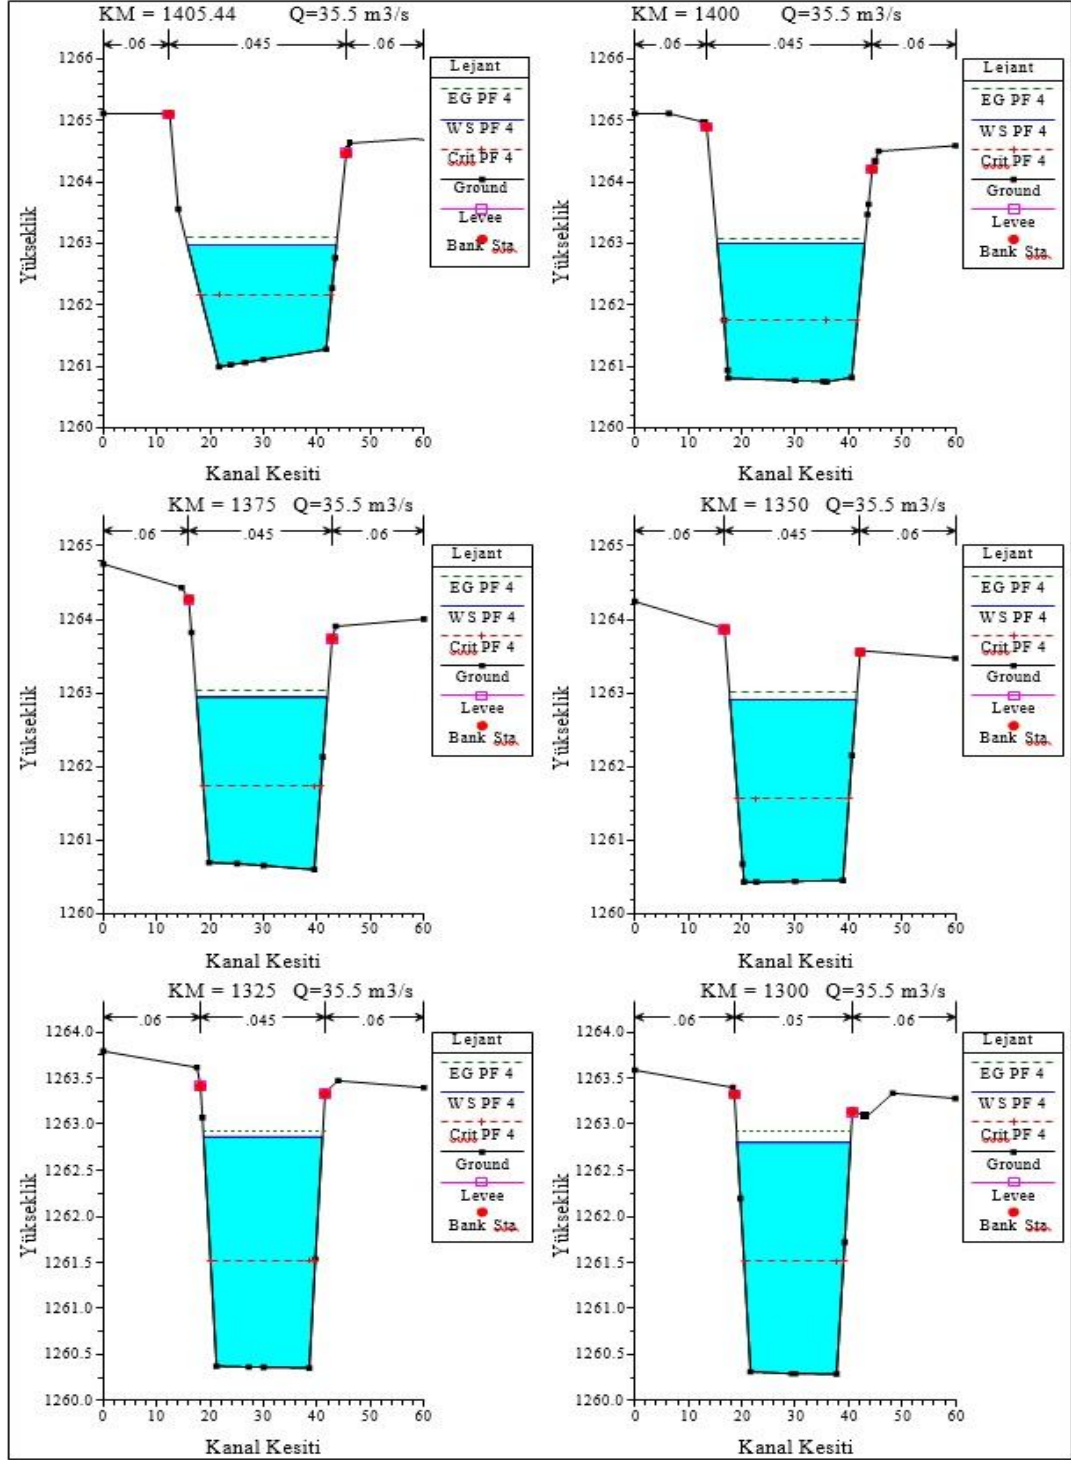 KM = 1405.44 Q=35.5 m3/s
.06 .045 .06
1266
1265
1264
1263
1262
1261
1260
Yükseklik
0 10 20 30 40 50 60
Kanal Kesiti
Lejant
EG PF 4
WS PF 4
Crit PF 4
Ground
Levee
Bank Sta
KM = 1400 Q=35.5 m3/s
.06 .045 .06
1266
1265
1264
1263
1262
1261
1260
Yükseklik
0 10 20 30 40 50 60
Kanal Kesiti
Lejant
EG PF 4
WS PF 4
Crit PF 4
Ground
Levee
Bank Sta
KM = 1375 Q=35.5 m3/s
.06 .045 .06
1265
1264
1263
1262
1261
1260
Yükseklik
0 10 20 30 40 50 60
Kanal Kesiti
Lejant
EG PF 4
WS PF 4
Crit PF 4
Ground
Levee
Bank Sta
KM = 1350 Q=35.5 m3/s
.06 .045 .06
1265
1264
1263
1262
1261
1260
Yükseklik
0 10 20 30 40 50 60
Kanal Kesiti
Lejant
EG PF 4
WS PF 4
Crit PF 4
Ground
Levee
Bank Sta
KM = 1325 Q=35.5 m3/s
.06 .045 .06
1264.0
1263.5
1263.0
1262.5
1262.0
1261.5
1261.0
1260.5
1260.0
Yükseklik
0 10 20 30 40 50 60
Kanal Kesiti
Lejant
EG PF 4
WS PF 4
Crit PF 4
Ground
Levee
Bank Sta
KM = 1300 Q=35.5 m3/s
.06 .05 .06
1264.0
1263.5
1263.0
1262.5
1262.0
1261.5
1261.0
1260.5
1260.0
Yükseklik
0 10 20 30 40 50 60
Kanal Kesiti
Lejant
EG PF 4
WS PF 4
Crit PF 4
Ground
Levee
Bank Sta